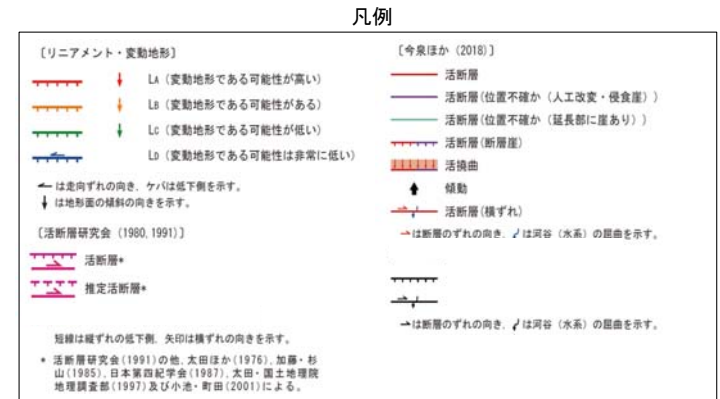 凡例
〔リニアメント・変動地形〕
LA（変動地形である可能性が高い）
LB（変動地形である可能性がある）
LC（変動地形である可能性が低い）
LD（変動地形である可能性は非常に低い）
は走向ずれの向き、ケバは低下側を示す。
は地形面の傾斜の向きを示す。
〔活断層研究会（1980,1991）〕
活断層*
推定活断層*
短線は縦ずれの低下側、矢印は横ずれの向きを示す。
* 活断層研究会(1991)の他、太田ほか(1976)、加藤・杉
山(1985)、日本第四紀学会(1987)、太田・国土地理院
地理調査部(1997)及び小池・町田(2001)による。
〔今泉ほか（2018）〕
活断層
活断層(位置不確か（人工改変・侵食崖）)
活断層(位置不確か（延長部に崖あり）)
活断層(断層崖)
活撓曲
傾動
活断層(横ずれ)
は断層のずれの向き、は河谷（水系）の屈曲を示す。
は断層のずれの向き、は河谷（水系）の屈曲を示す。